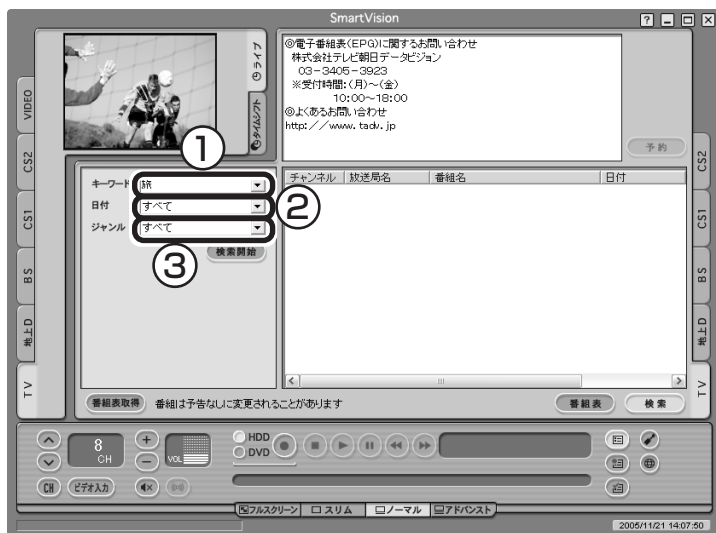 SmartVision
ライブ
タイムシフト
◎電子番組表(EPG)に関するお問い合わせ
株式会社テレビ朝日データビジョン
03-3405-3923
※受付時間:(月)~(金)
10:00~18:00
◎よくあるお問い合わせ
http://www.tadv.jp
予約
VIDEO
CS2
CS1
BS
地上D
TV
①
キーワード 旅
② 日付 すべて
③ ジャンル すべて
検索開始
チャンネル 放送局名 番組名 日付
CS2
CS1
BS
地上D
TV
番組表取得 番組は予告なしに変更されることがあります
番組表 検索
8
CH
+
-
VOL
HDD
DVD
CH ビデオ入力
フルスクリーン スリム ノーマル アドバンスト
2005/11/21 14:07:50